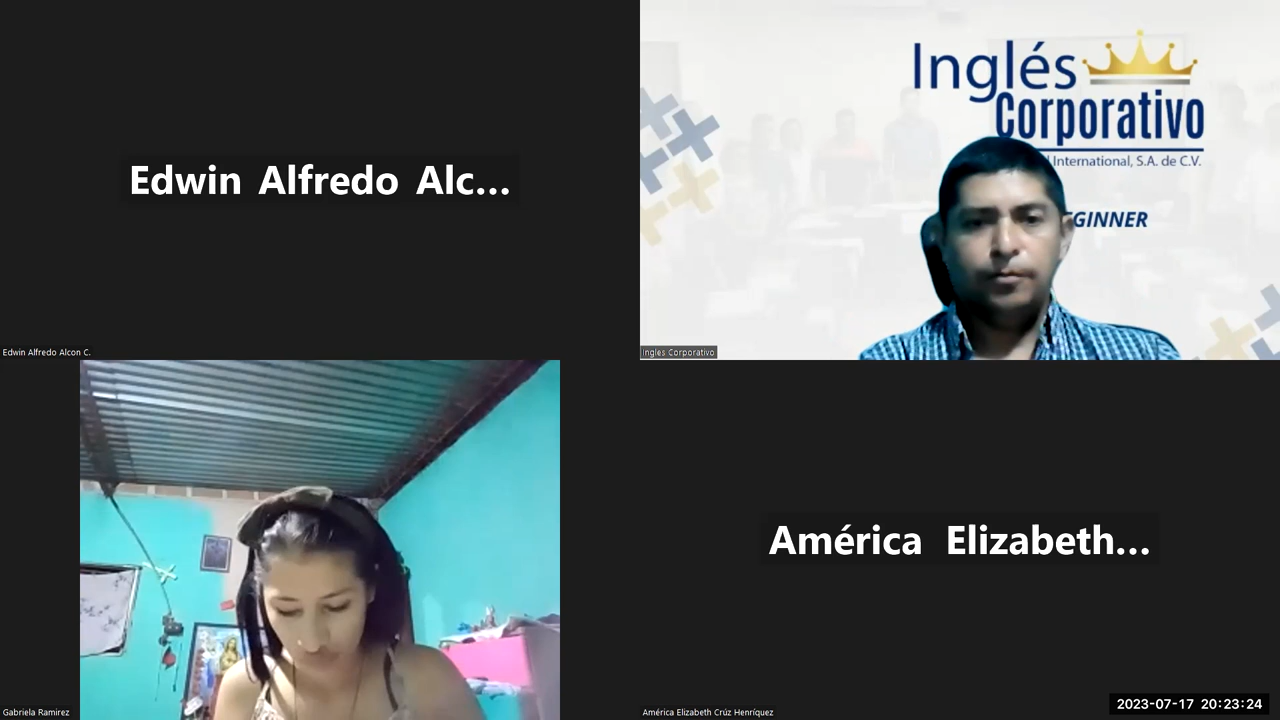 Edwin Alfredo Alc...
Edwin Alfredo Alcon C.
Inglés
Corporativo
International, S.A. de C.V.
GINNER
Ingles Corporativo
Gabriela Ramirez
América Elizabeth...
América Elizabeth Crúz Henríquez
2023-07-17 20:23:24